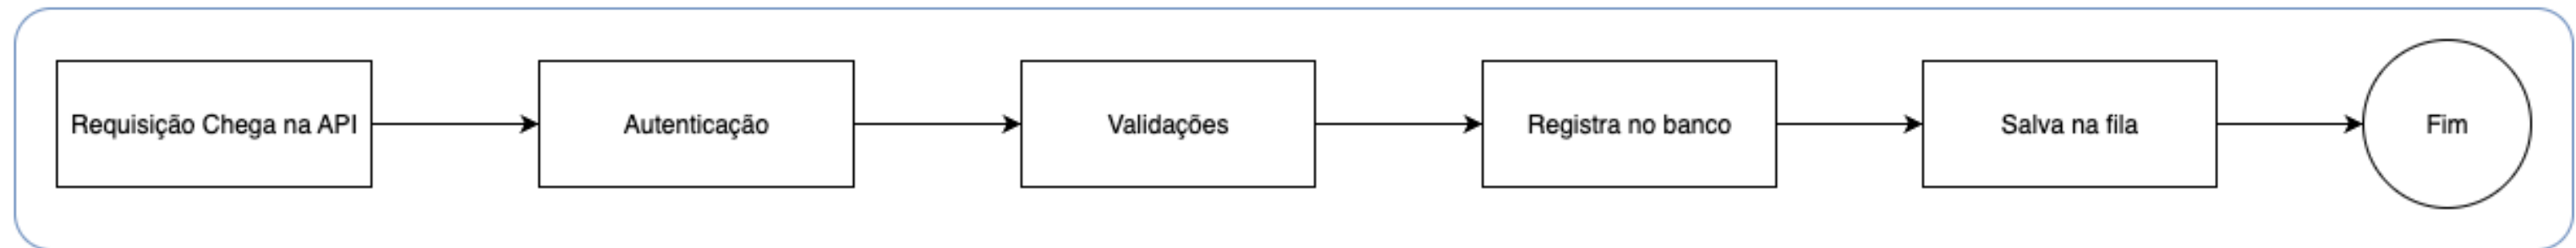 Requisição Chega na API
Autenticação
Validações
Registra no banco
Salva na fila
Fim